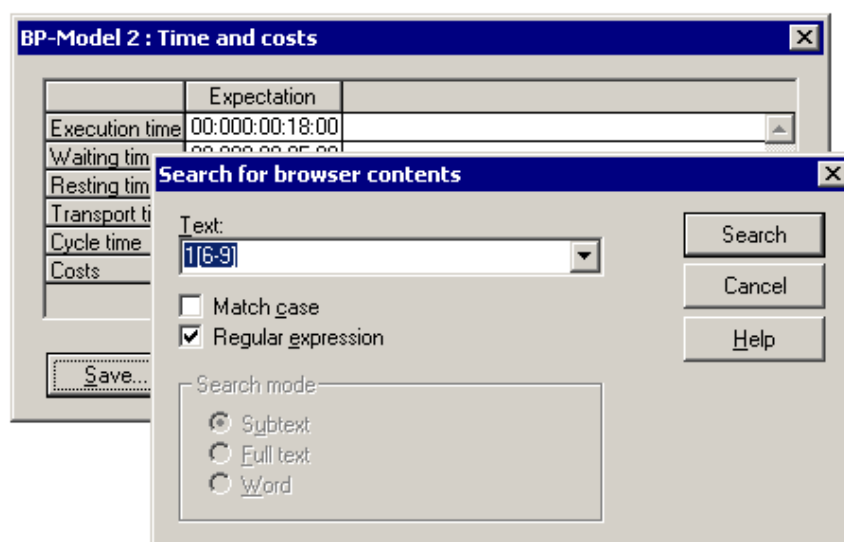 BP-Model 2 : Time and costs
Expectation
Execution time 00:000:00:18:00
Waiting tim
Resting tim
Transport ti
Cycle time
Costs
Save...
Search for browser contents
Text:
1[6-9]
Match case
Regular expression
Search mode
Subtext
Full text
Word
Search
Cancel
Help